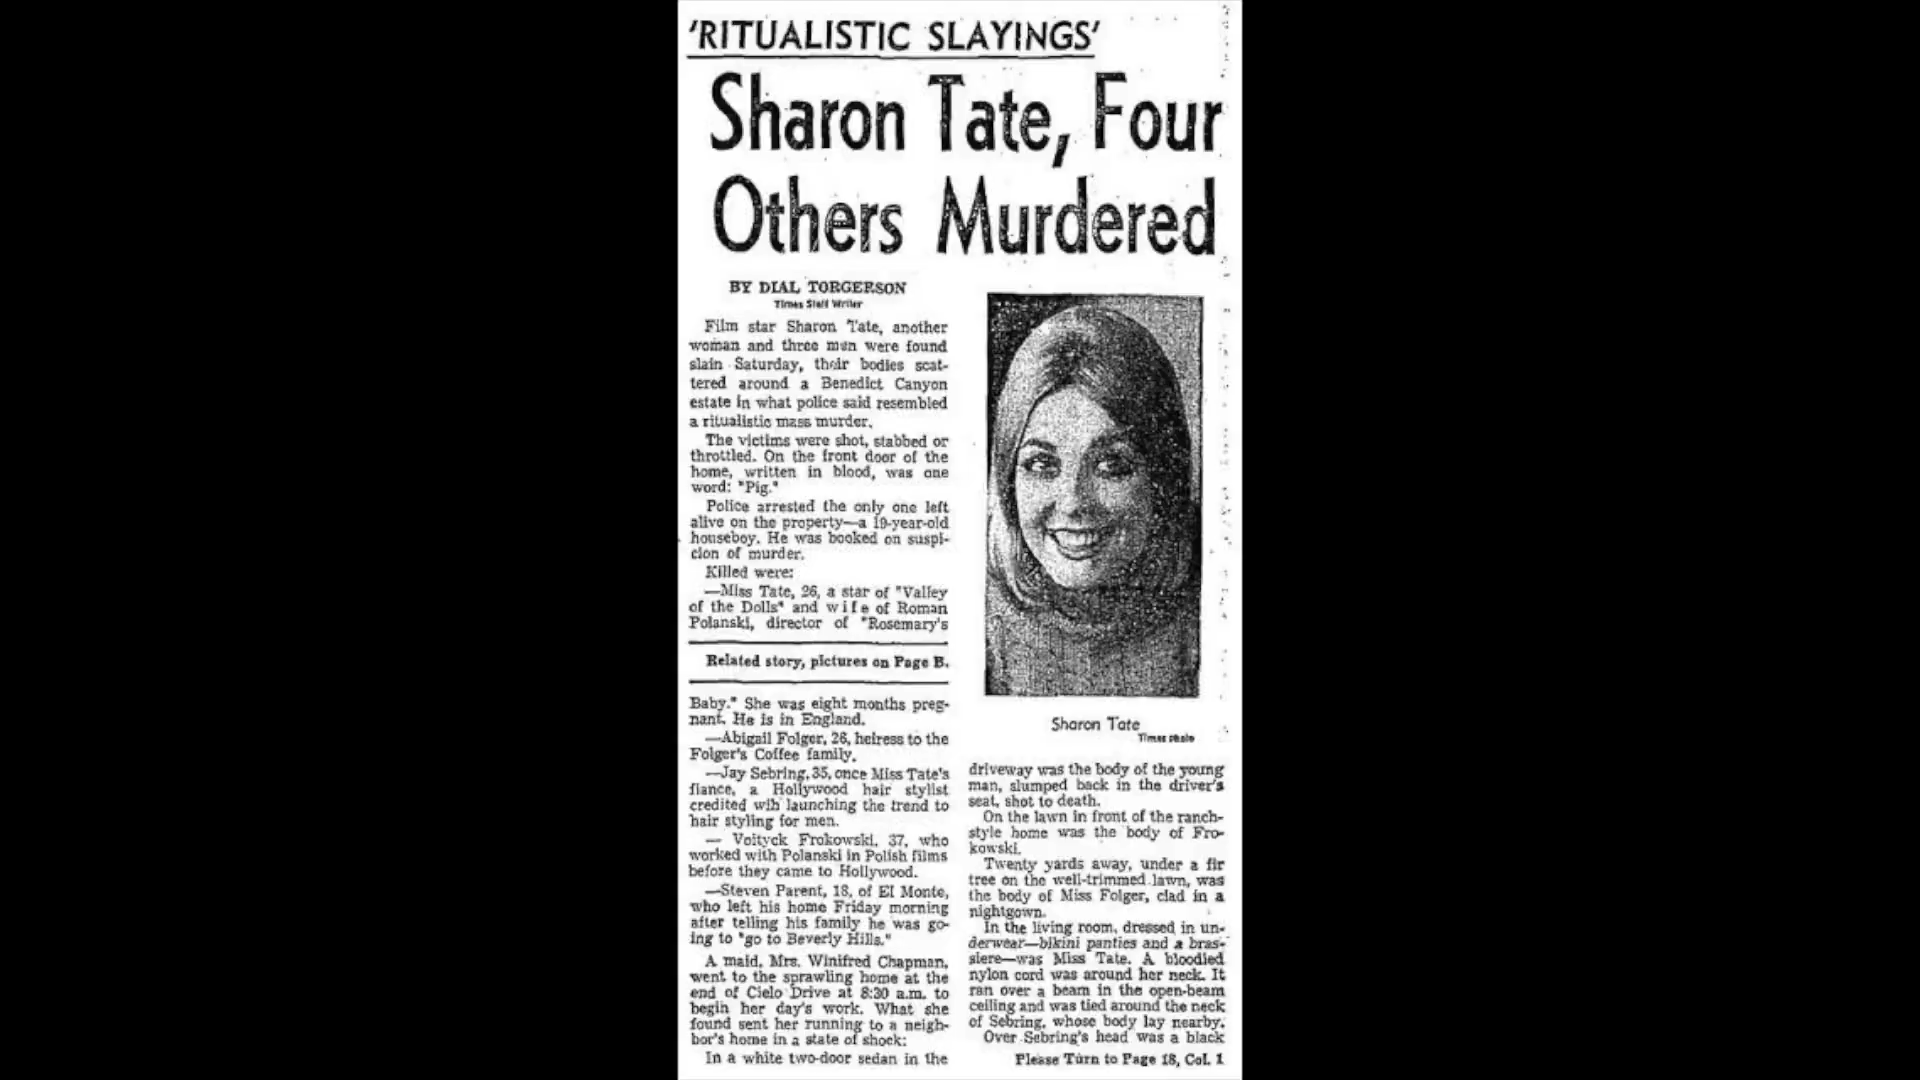 'RITUALISTIC SLAYINGS'
Sharon Tate, Four
Others Murdered
BY DIAL TORGERSON
Times Staff Writer
Film star Sharon Tate, another
woman and three men were found
slain Saturday, their bodies scat-
tered around a Benedict Canyon
estate in what police said resembled
a ritualistic mass murder.
The victims were shot, stabbed or
throttled. On the front door of the
home, written in blood, was one
word: "Pig."
Police arrested the only one left
alive on the property—a 19-year-old
houseboy. He was booked on suspi-
cion of murder.
Killed were:
—Miss Tate, 26, a star of "Valley
of the Dolls" and wife of Roman
Polanski, director of "Rosemary's
Related story, pictures on Page B.
Baby." She was eight months preg-
nant. He is in England.
—Abigail Folger, 26, heiress to the
Folger's Coffee family.
—Jay Sebring, 35, once Miss Tate's
fiance, a Hollywood hair stylist
credited wih launching the trend to
hair styling for men.
— Voityck Frokowski, 37, who
worked with Polanski in Polish films
before they came to Hollywood.
—Steven Parent, 18, of El Monte,
who left his home Friday morning
after telling his family he was go-
ing to "go to Beverly Hills."
A maid, Mrs. Winifred Chapman,
went to the sprawling home at the
end of Cielo Drive at 8:30 a.m. to
begin her day's work. What she
found sent her running to a neigh-
bor's home in a state of shock:
In a white two-door sedan in the
Sharon Tate
Times photo
driveway was the body of the young
man, slumped back in the driver's
seat, shot to death.
On the lawn in front of the ranch-
style home was the body of Fro-
kowski.
Twenty yards away, under a fir
tree on the well-trimmed lawn, was
the body of Miss Folger, clad in a
nightgown.
In the living room, dressed in un-
derwear—bikini panties and a bras-
siere—was Miss Tate. A bloodied
nylon cord was around her neck. It
ran over a beam in the open-beam
ceiling and was tied around the neck
of Sebring, whose body lay nearby.
Over Sebring's head was a black
Please Turn to Page 18, Col. 1